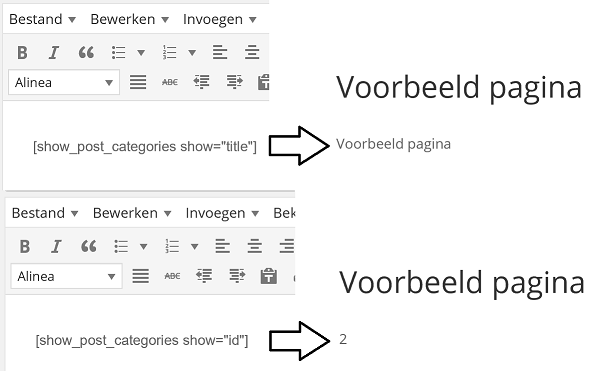 Bestand Bewerken Invoegen
B I ABC
Alinea
Voorbeeld pagina
[show_post_categories show="title"]
Voorbeeld pagina
Bestand Bewerken Invoegen Bek
B I
Alinea ABC
Voorbeeld pagina
[show_post_categories show="id"]
2